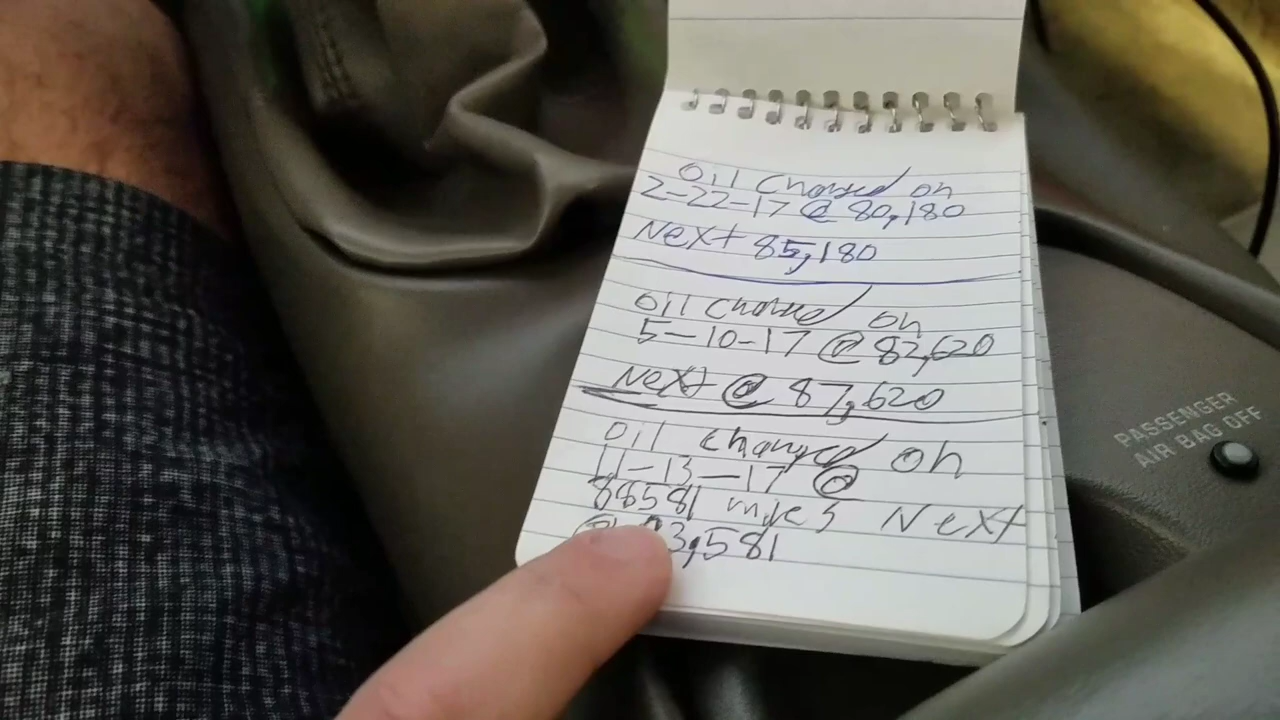 Oil changed on
2-22-17 @ 80,180
Next 85,180
Oil changed on
5-10-17 @ 82,620
Next @ 87,620
Oil changed on
11-13-17 @
88581 miles Next
3,581
PASSENGER
AIR BAG OFF